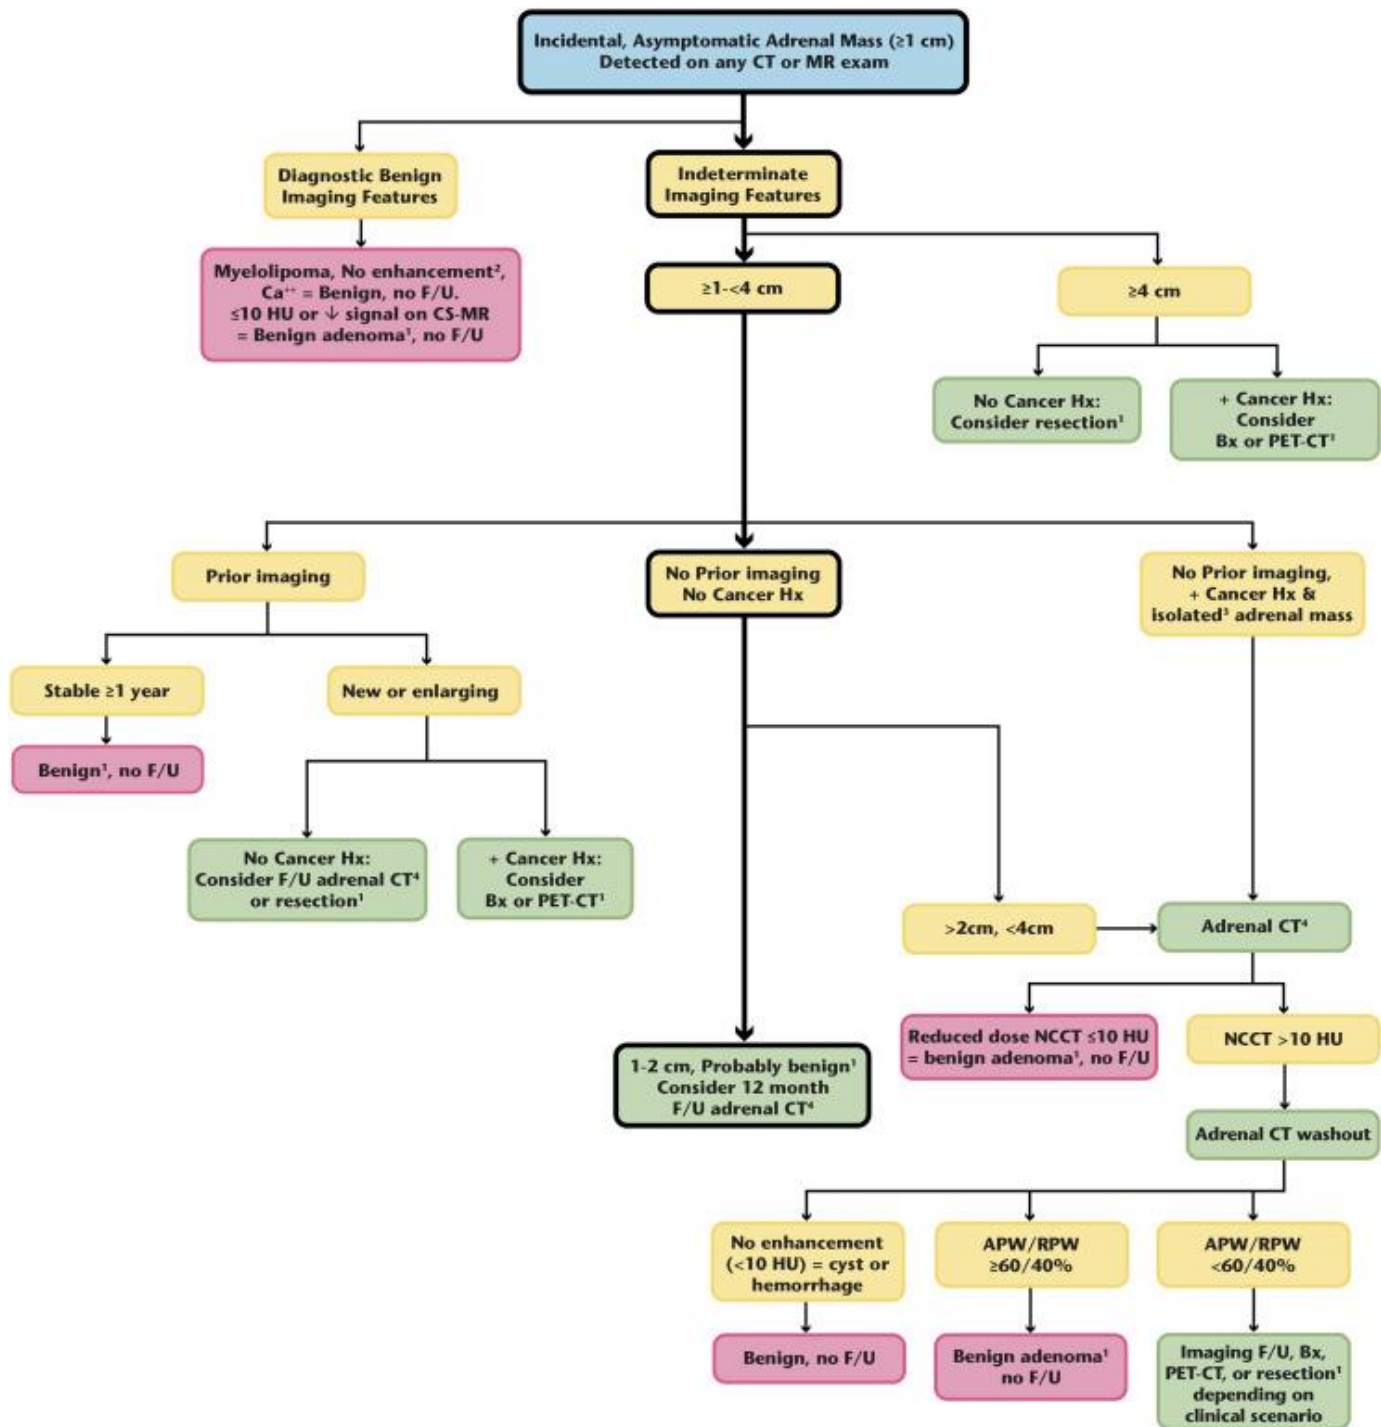 Incidental, Asymptomatic Adrenal Mass (≥1 cm)
Detected on any CT or MR exam
Diagnostic Benign
Imaging Features
Indeterminate
Imaging Features
Myelolipoma, No enhancement²,
Ca⁺⁺ = Benign, no F/U.
≤10 HU or ↓ signal on CS-MR
= Benign adenoma¹, no F/U
≥1-<4 cm
≥4 cm
No Cancer Hx:
Consider resection¹
+ Cancer Hx:
Consider
Bx or PET-CT¹
Prior imaging
No Prior imaging
No Cancer Hx
No Prior imaging,
+ Cancer Hx &
isolated³ adrenal mass
Stable ≥1 year
New or enlarging
Benign¹, no F/U
No Cancer Hx:
Consider F/U adrenal CT⁴
or resection¹
+ Cancer Hx:
Consider
Bx or PET-CT¹
>2cm, <4cm
Adrenal CT⁴
Reduced dose NCCT ≤10 HU
= benign adenoma¹, no F/U
NCCT >10 HU
1-2 cm, Probably benign¹
Consider 12 month
F/U adrenal CT⁴
Adrenal CT washout
No enhancement
(<10 HU) = cyst or
hemorrhage
APW/RPW
≥60/40%
APW/RPW
<60/40%
Benign, no F/U
Benign adenoma¹
no F/U
Imaging F/U, Bx,
PET-CT, or resection¹
depending on
clinical scenario